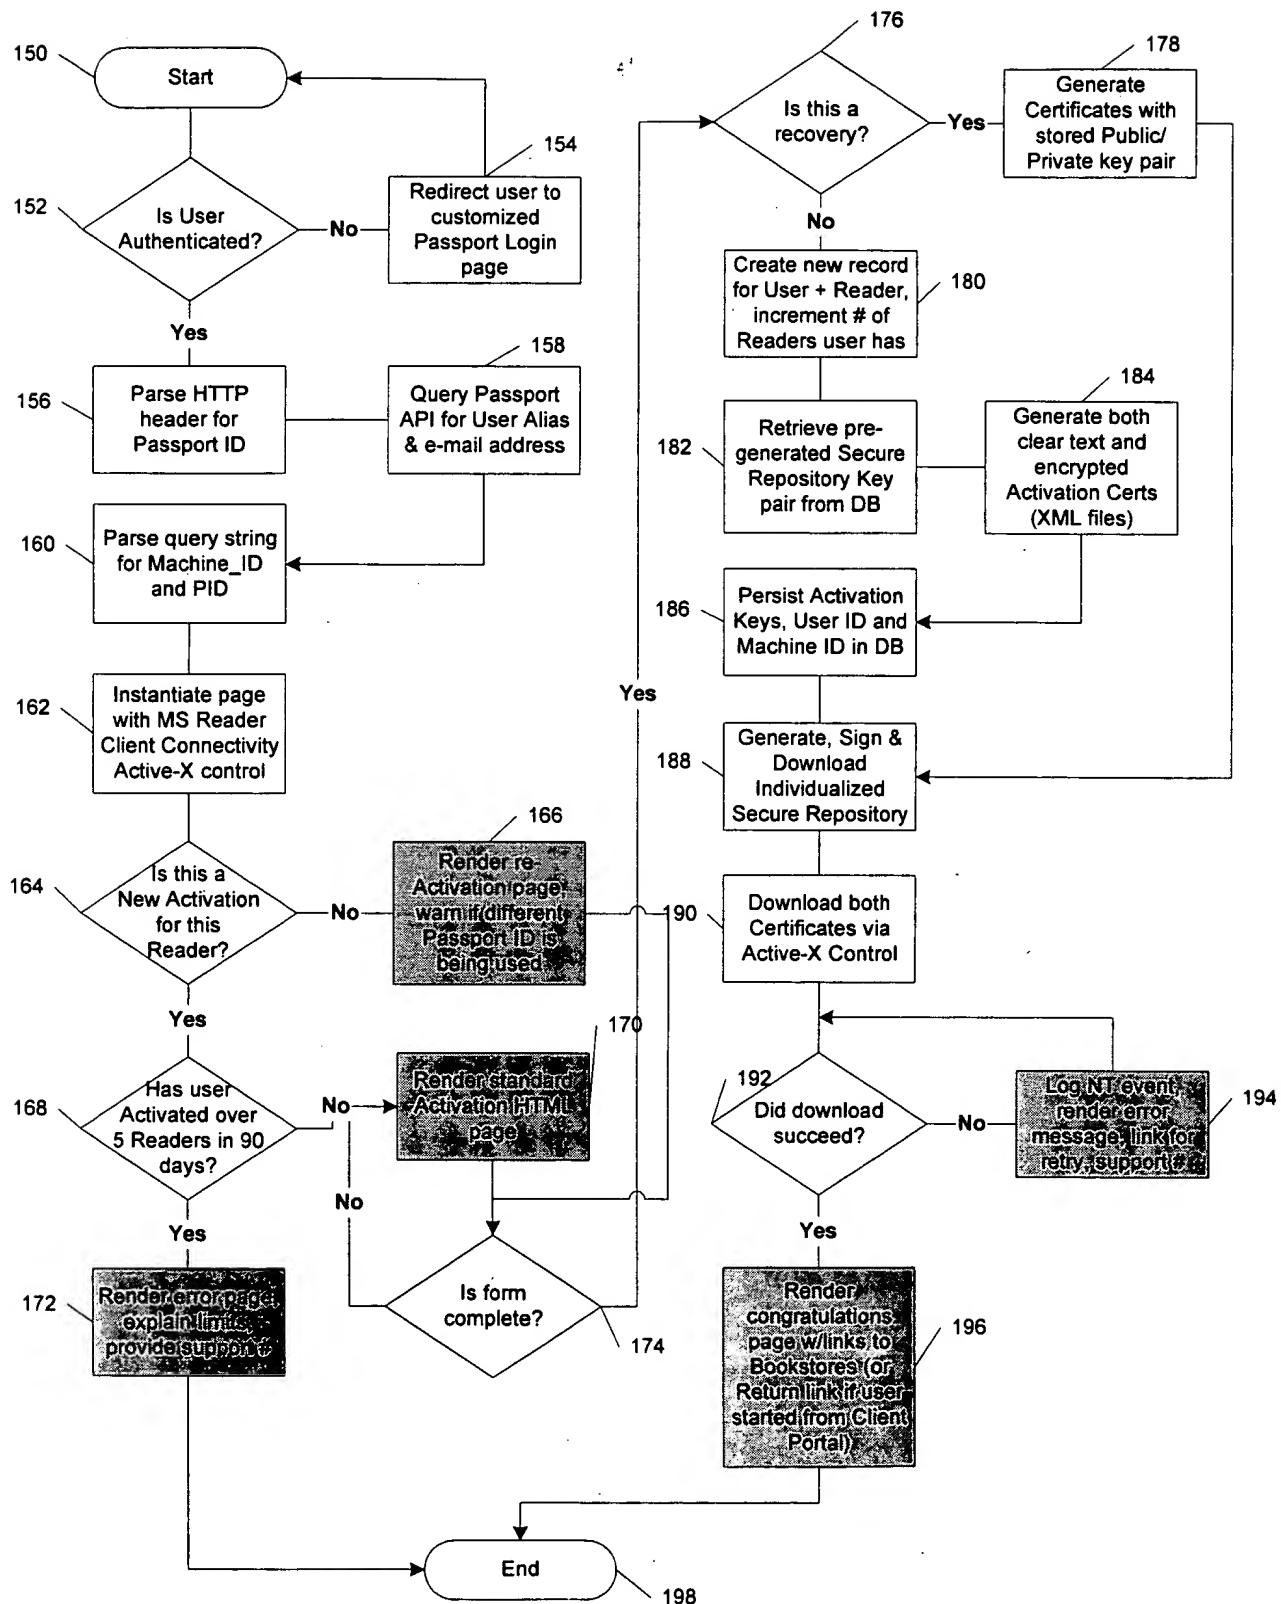 150
Start
154
Redirect user to
customized
Passport Login
page
152
Is User
Authenticated?
No
Yes
156
Parse HTTP
header for
Passport ID
158
Query Passport
API for User Alias
& e-mail address
160
Parse query string
for Machine_ID
and PID
162
Instantiate page
with MS Reader
Client Connectivity
Active-X control
164
Is this a
New Activation
for this
Reader?
No
166
Render re-
Activation page,
warn if different
Passport ID is
being used
Yes
168
Has user
Activated over
5 Readers in 90
days?
No
170
Render standard
Activation HTML
page
No
Yes
172
Render error page,
explain limits,
provide support #
Is form
complete?
174
Yes
176
Is this a
recovery?
Yes
178
Generate
Certificates with
stored Public/
Private key pair
No
Create new record
for User + Reader,
increment # of
Readers user has
180
182
Retrieve pre-
generated Secure
Repository Key
pair from DB
184
Generate both
clear text and
encrypted
Activation Certs
(XML files)
186
Persist Activation
Keys, User ID and
Machine ID in DB
188
Generate, Sign &
Download
Individualized
Secure Repository
190
Download both
Certificates via
Active-X Control
192
Did download
succeed?
No
Log NT event,
render error
message, link for
retry, support #
194
Yes
Render
congratulations
page w/links to
Bookstores (or
Return link if user
started from Client
Portal)
196
End
198